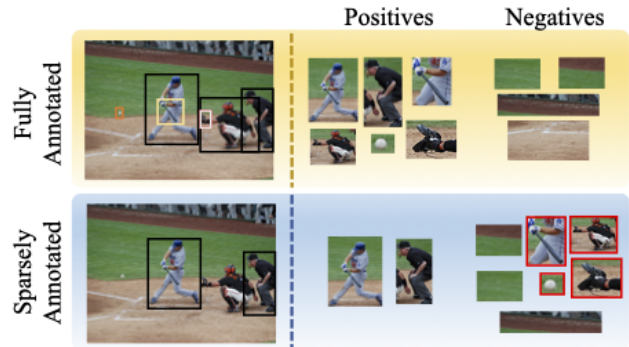 Positives
Negatives
Fully
Annotated
Sparsely
Annotated